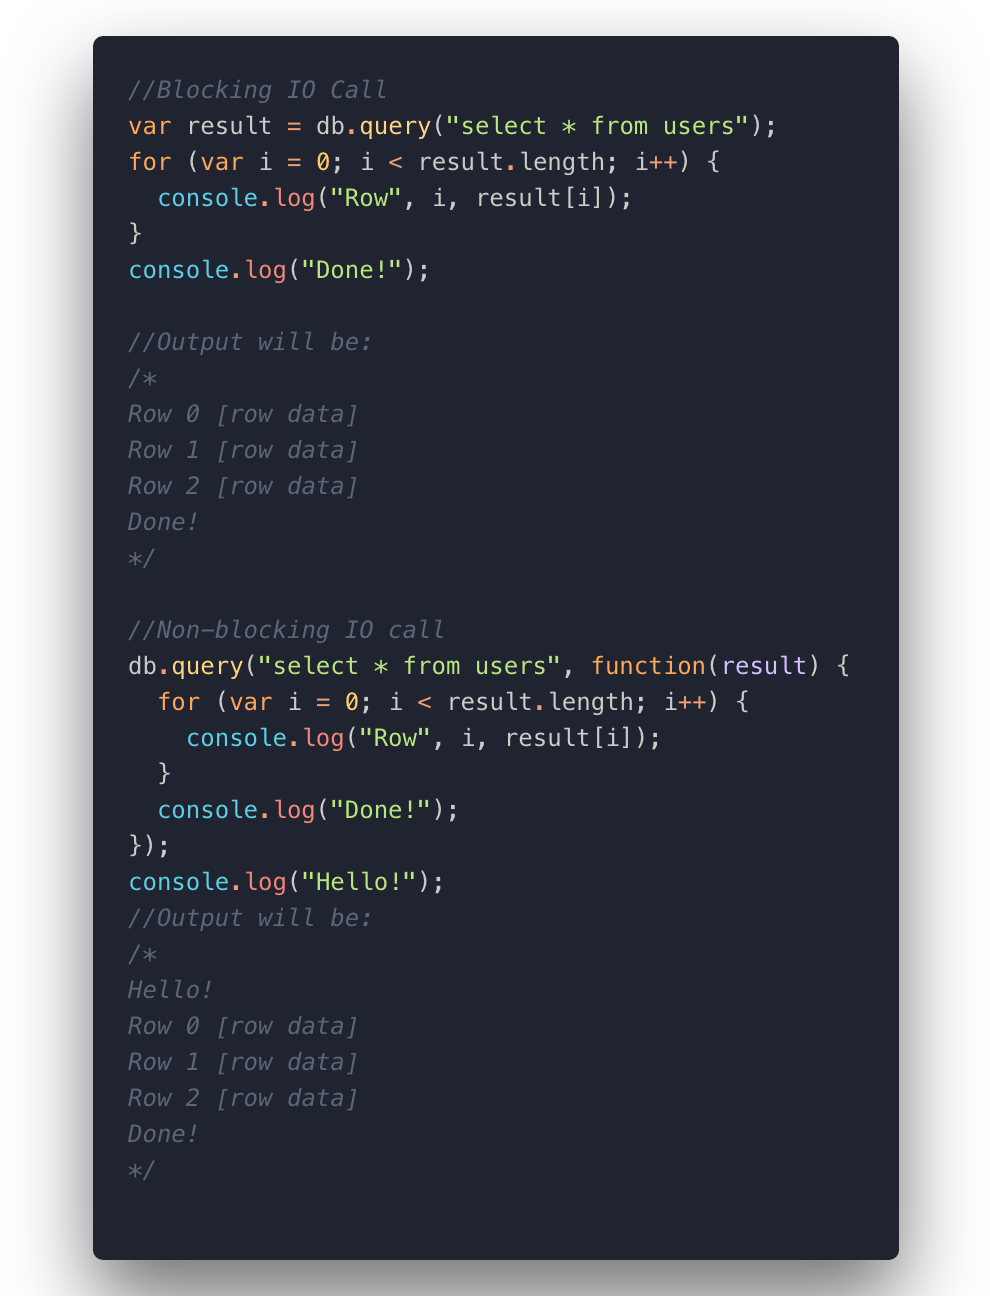 //Blocking IO Call
var result = db.query("select * from users");
for (var i = 0; i < result.length; i++) {
  console.log("Row", i, result[i]);
}
console.log("Done!");

//Output will be:
/*
Row 0 [row data]
Row 1 [row data]
Row 2 [row data]
Done!
*/

//Non-blocking IO call
db.query("select * from users", function(result) {
  for (var i = 0; i < result.length; i++) {
    console.log("Row", i, result[i]);
  }
  console.log("Done!");
});
console.log("Hello!");
//Output will be:
/*
Hello!
Row 0 [row data]
Row 1 [row data]
Row 2 [row data]
Done!
*/